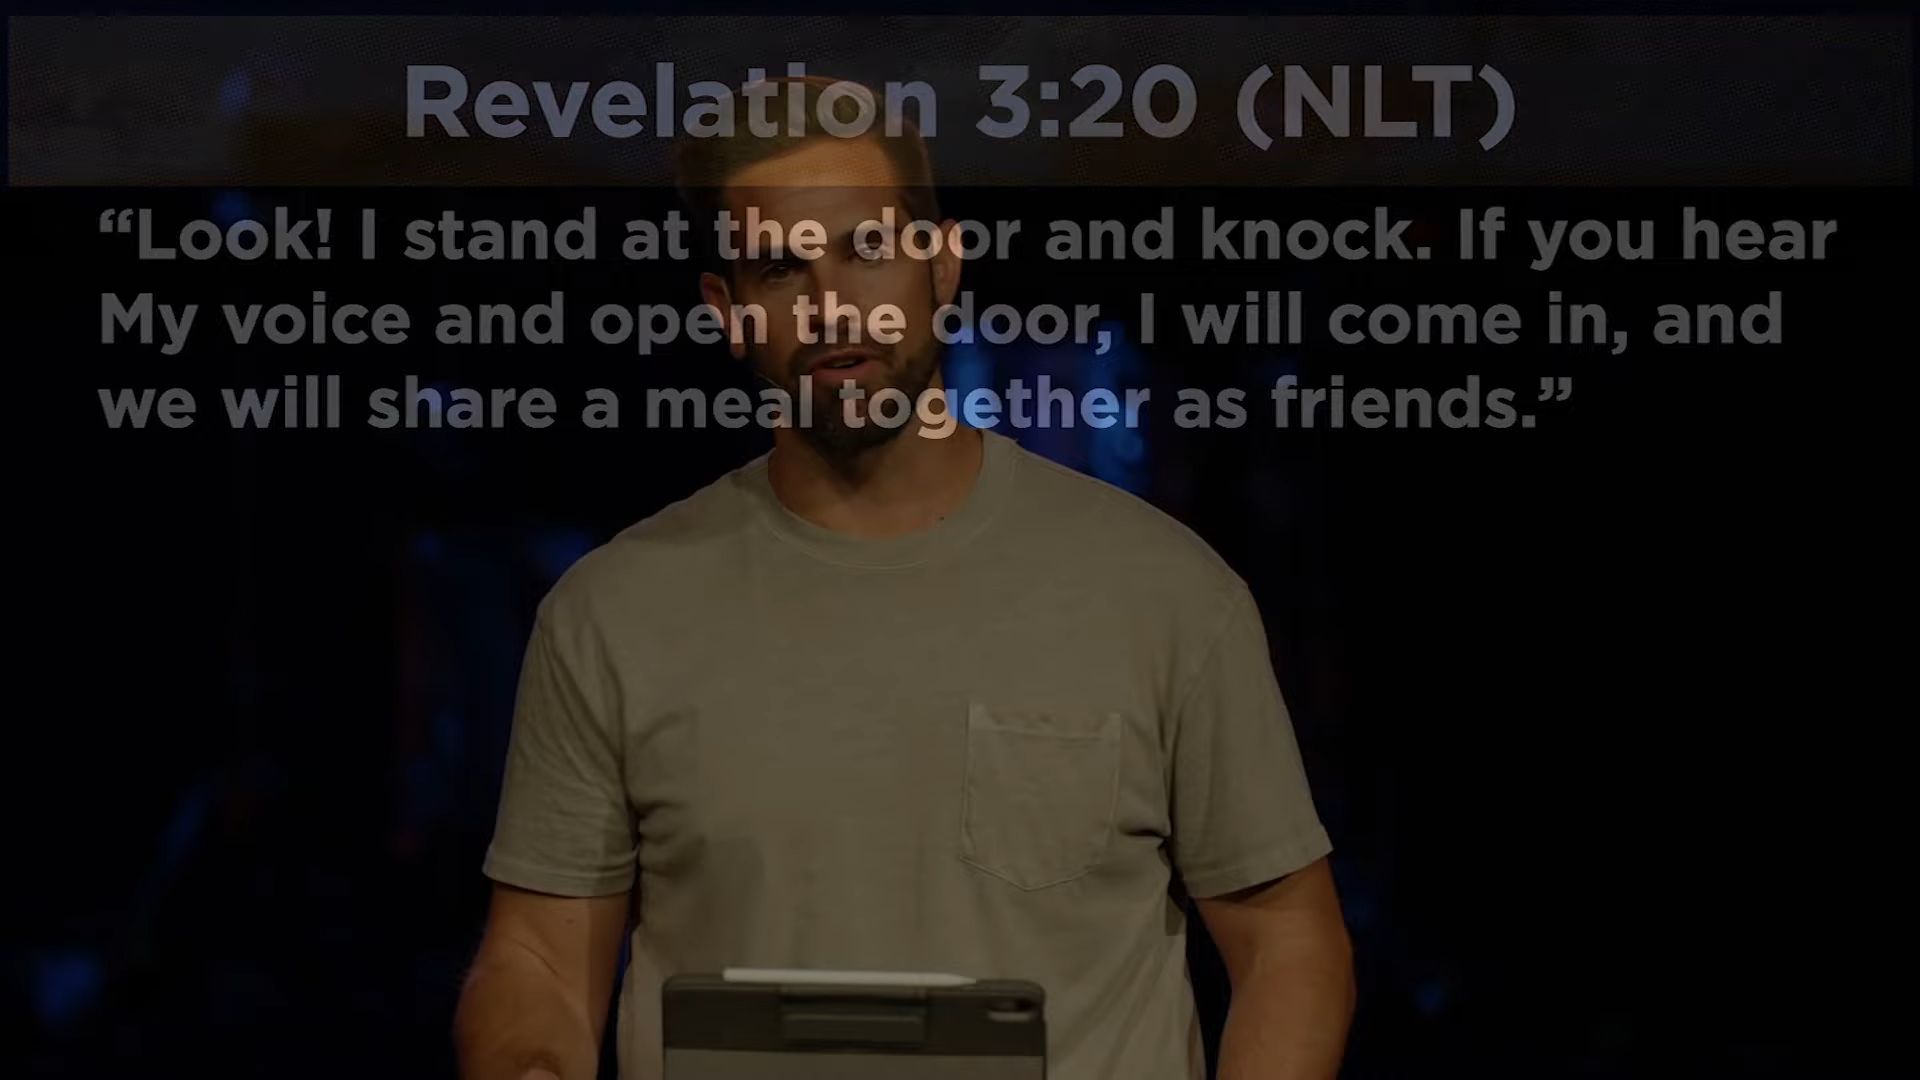 Revelation 3:20 (NLT)
“Look! I stand at the door and knock. If you hear
My voice and open the door, I will come in, and
we will share a meal together as friends.”